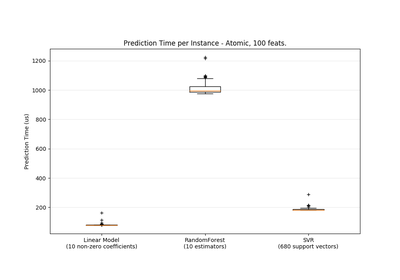 Prediction Time per Instance - Atomic, 100 feats.
Prediction Time (us)
1200
1000
800
600
400
200
Linear Model
(10 non-zero coefficients)
RandomForest
(10 estimators)
SVR
(680 support vectors)